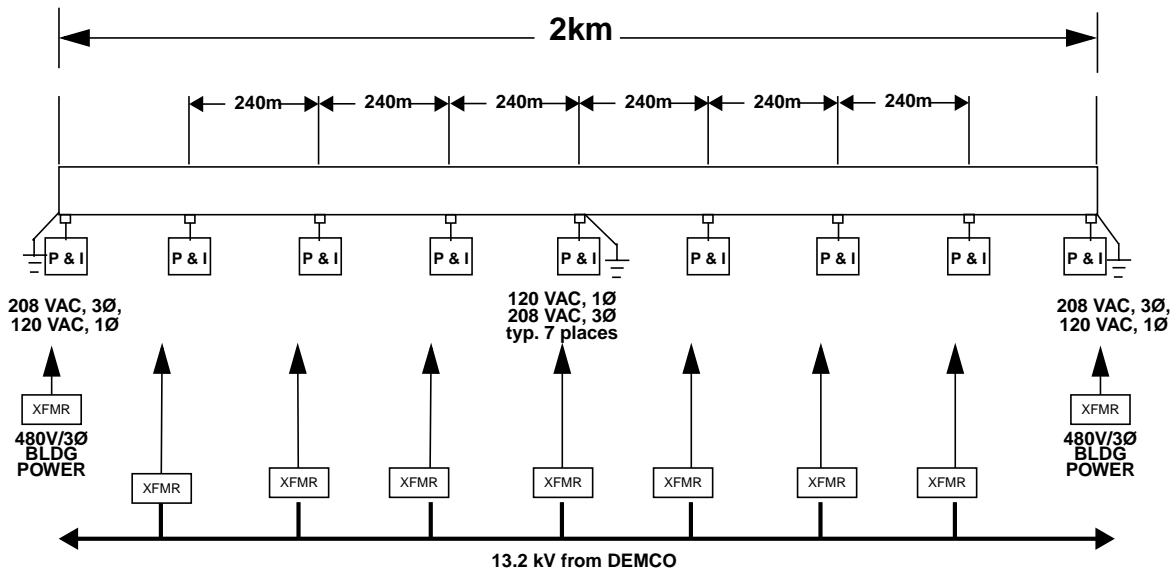 2km
240m 240m 240m 240m 240m 240m
P & I P & I P & I P & I P & I P & I P & I P & I P & I
208 VAC, 3Ø,
120 VAC, 1Ø
120 VAC, 1Ø
208 VAC, 3Ø
typ. 7 places
208 VAC, 3Ø,
120 VAC, 1Ø
XFMR
480V/3Ø
BLDG
POWER
XFMR
480V/3Ø
BLDG
POWER
XFMR XFMR XFMR XFMR XFMR XFMR XFMR
13.2 kV from DEMCO